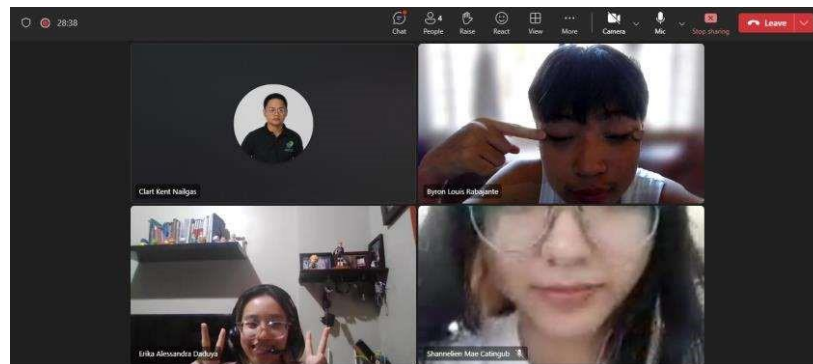 28:38
Chat
4
People
Raise
React
View
More
Camera
Mic
Stop sharing
Leave
Clart Kent Nailgas
Byron Louis Rabajante
Erika Alessandra Daduya
Shannelien Mae Catingub